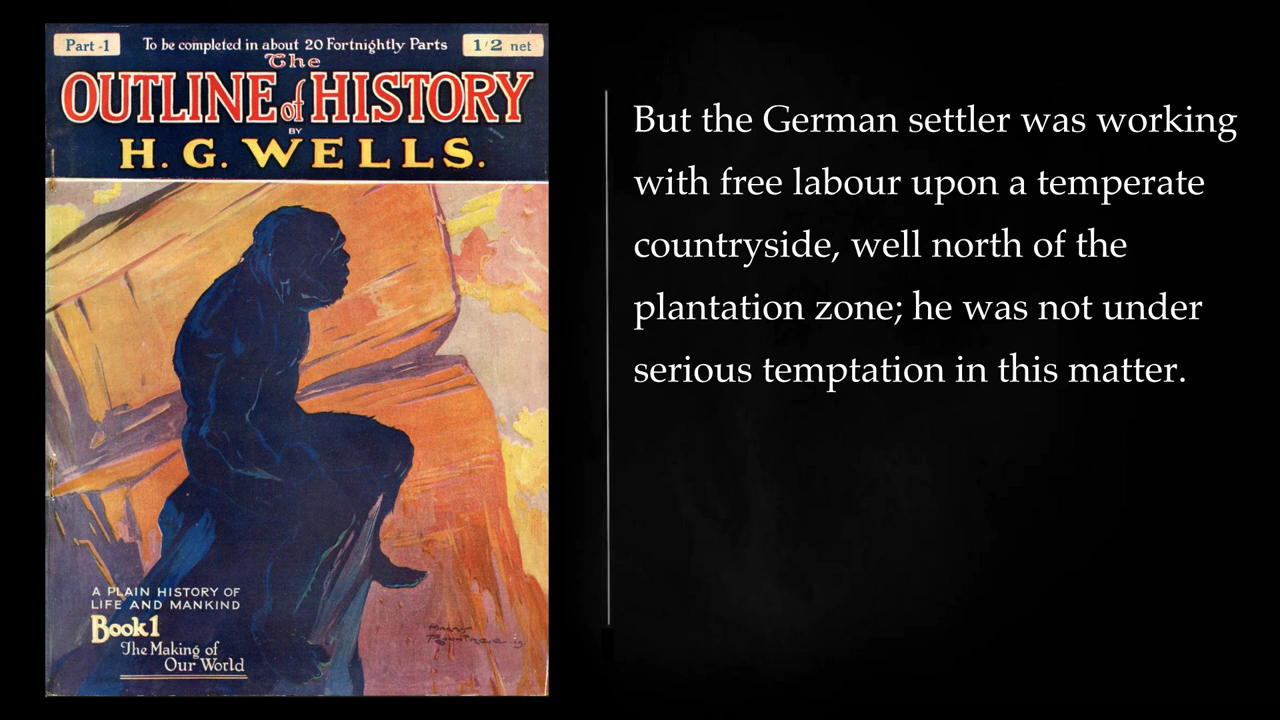 Part -1
To be completed in about 20 Fortnightly Parts
1/2 net
The
OUTLINE of HISTORY
BY
H. G. WELLS.
A PLAIN HISTORY OF
LIFE AND MANKIND
Book 1
The Making of
Our World
But the German settler was working
with free labour upon a temperate
countryside, well north of the
plantation zone; he was not under
serious temptation in this matter.